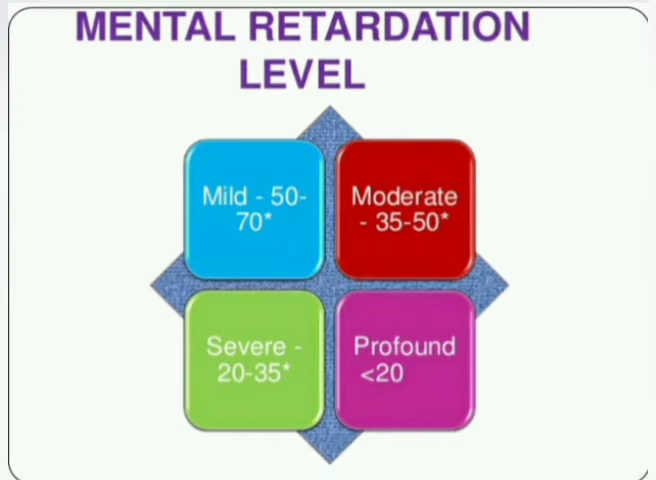 MENTAL RETARDATION
LEVEL
Mild - 50-
70*
Moderate
- 35-50*
Severe -
20-35*
Profound
<20